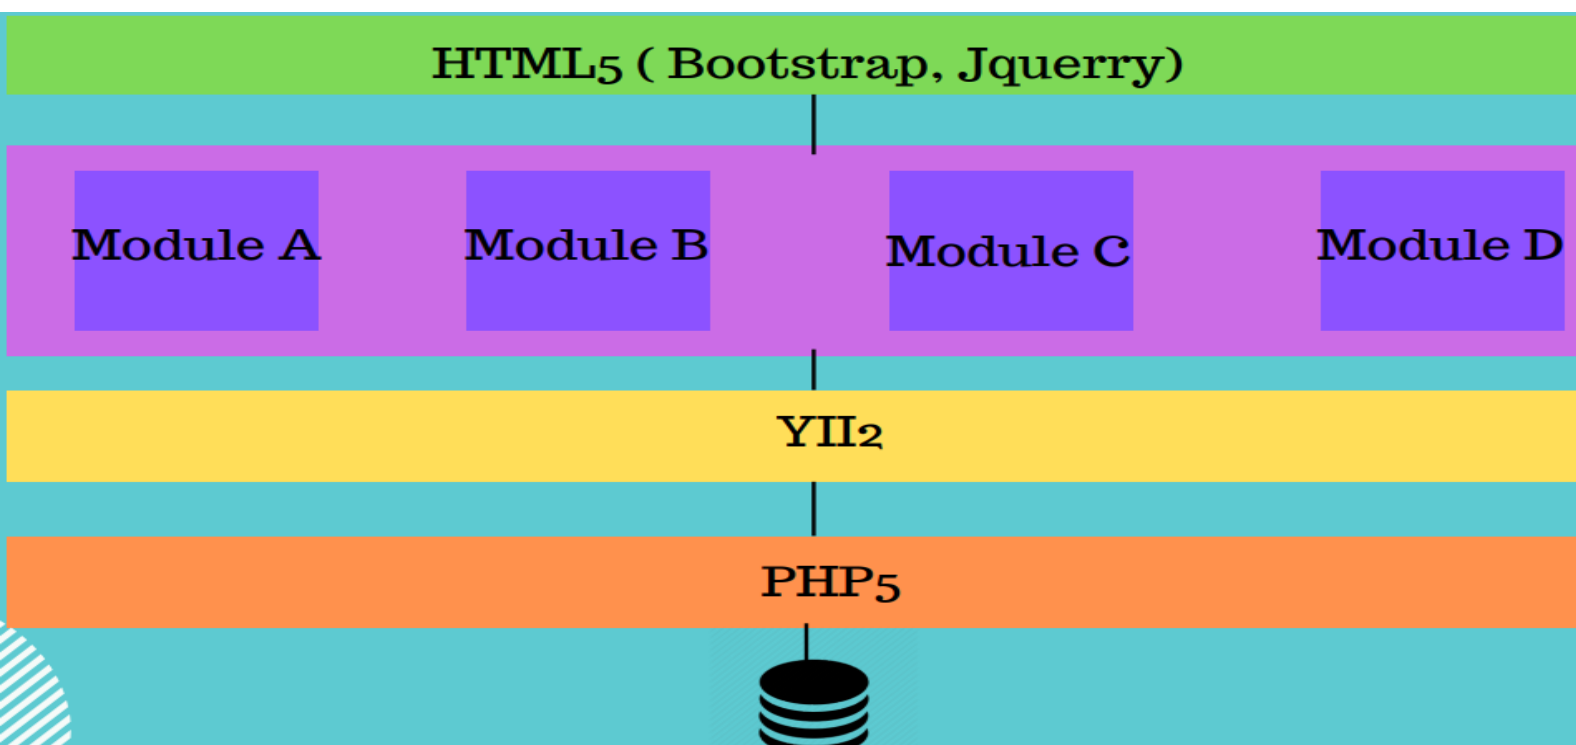 HTML5 ( Bootstrap, Jquerry)
Module A
Module B
Module C
Module D
YII2
PHP5